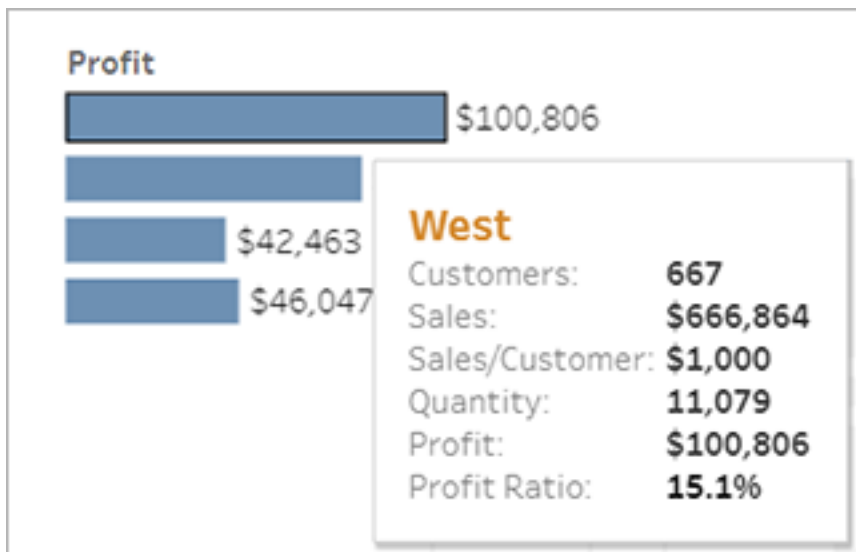 Profit
$100,806
$42,463
$46,047
West
Customers: 667
Sales: $666,864
Sales/Customer: $1,000
Quantity: 11,079
Profit: $100,806
Profit Ratio: 15.1%